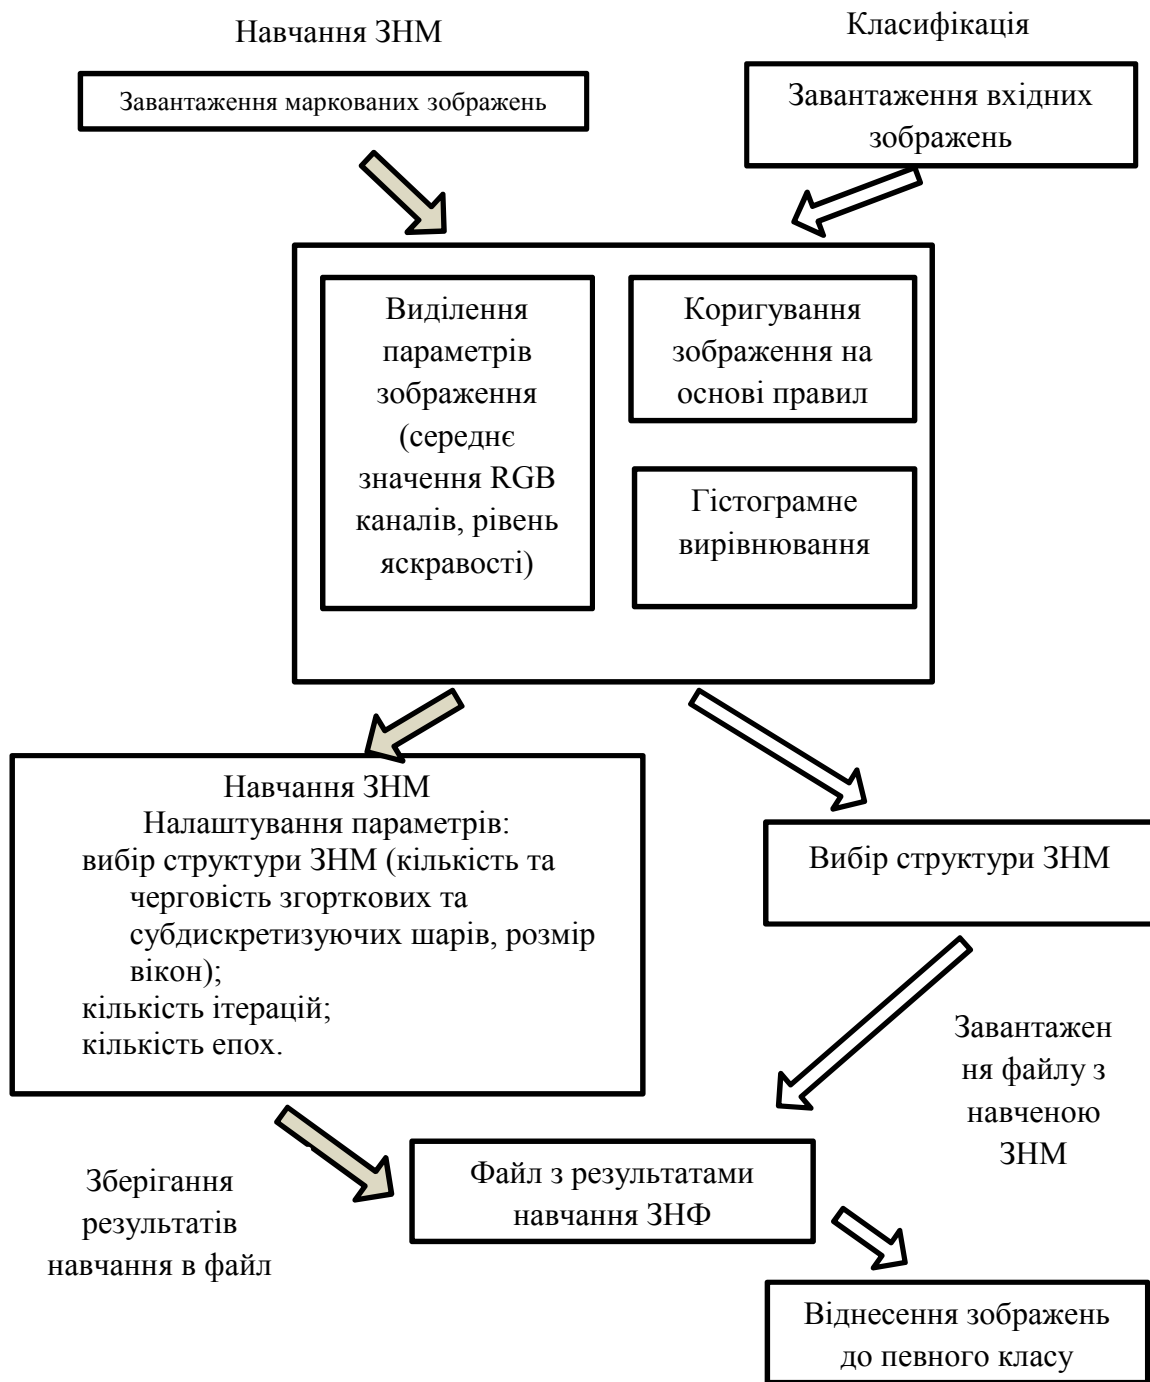 Навчання ЗНМ
Класифікація
Завантаження маркованих зображень
Завантаження вхідних
зображень
Виділення
параметрів
зображення
(середнє
значення RGB
каналів, рівень
яскравості)
Коригування
зображення на
основі правил
Гістограмне
вирівнювання
Навчання ЗНМ
Налаштування параметрів:
вибір структури ЗНМ (кількість та
черговість згорткових та
субдискретизуючих шарів, розмір
вікон);
кількість ітерацій;
кількість епох.
Вибір структури ЗНМ
Завантажен
ня файлу з
навченою
ЗНМ
Зберігання
результатів
навчання в файл
Файл з результатами
навчання ЗНФ
Віднесення зображень
до певного класу